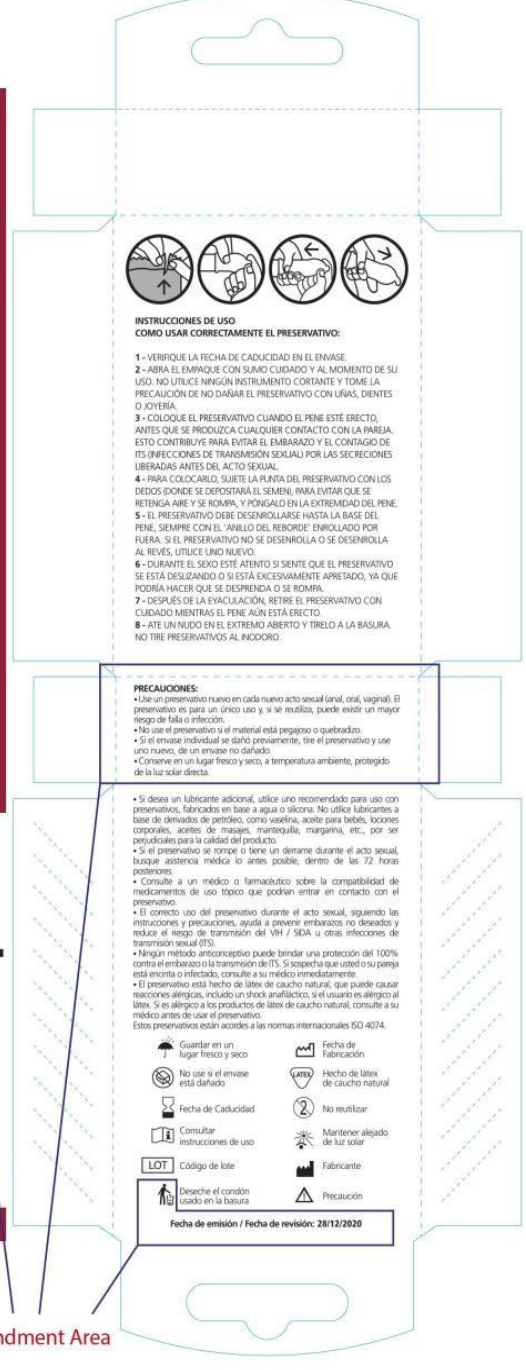 INSTRUCCIONES DE USO
COMO USAR CORRECTAMENTE EL PRESERVATIVO:
1 - VERIFIQUE LA FECHA DE CADUCIDAD EN EL ENVASE.
2 - ABRA EL EMPAQUE CON SUMO CUIDADO Y AL MOMENTO DE SU
USO. NO UTILICE NINGÚN INSTRUMENTO CORTANTE Y TOME LA
PRECAUCIÓN DE NO DAÑAR EL PRESERVATIVO CON UÑAS, DIENTES
O JOYERÍA.
3 - COLOQUE EL PRESERVATIVO CUANDO EL PENE ESTÉ ERECTO,
ANTES QUE SE PRODUZCA CUALQUIER CONTACTO CON LA PAREJA.
ESTO CONTRIBUYE PARA EVITAR EL EMBARAZO Y EL CONTAGIO DE
ITS (INFECCIONES DE TRANSMISIÓN SEXUAL) POR LAS SECRECIONES
LIBERADAS ANTES DEL ACTO SEXUAL.
4 - PARA COLOCARLO, SUJETE LA PUNTA DEL PRESERVATIVO CON LOS
DEDOS (DONDE SE DEPOSITARÁ EL SEMEN), PARA EVITAR QUE SE
RETENGA AIRE Y SE ROMPA, Y PÓNGALO EN LA EXTREMIDAD DEL PENE.
5 - EL PRESERVATIVO DEBE DESENROLLARSE HASTA LA BASE DEL
PENE, SIEMPRE CON EL 'ANILLO DEL REBORDE' ENROLLADO POR
FUERA. SI EL PRESERVATIVO NO SE DESENROLLA O SE DESENROLLA
AL REVÉS, UTILICE UNO NUEVO.
6 - DURANTE EL SEXO ESTÉ ATENTO SI SIENTE QUE EL PRESERVATIVO
SE ESTÁ DESLIZANDO O SI ESTÁ EXCESIVAMENTE APRETADO, YA QUE
PODRÍA HACER QUE SE DESPRENDA O SE ROMPA.
7 - DESPUÉS DE LA EYACULACIÓN, RETIRE EL PRESERVATIVO CON
CUIDADO MIENTRAS EL PENE AÚN ESTÁ ERECTO.
8 - ATE UN NUDO EN EL EXTREMO ABIERTO Y TÍRELO A LA BASURA.
NO TIRE PRESERVATIVOS AL INODORO.
PRECAUCIONES:
• Use un preservativo nuevo en cada nuevo acto sexual (anal, oral, vaginal). El
preservativo es para un único uso y, si se reutiliza, puede existir un mayor
riesgo de falla o infección.
• No use el preservativo si el material está pegajoso o quebradizo.
• Si el envase individual se dañó previamente, tire el preservativo y use
uno nuevo, de un envase no dañado.
• Conserve en un lugar fresco y seco, a temperatura ambiente, protegido
de la luz solar directa.
• Si desea un lubricante adicional, utilice uno recomendado para uso con
preservativos, fabricados en base a agua o silicona. No utilice lubricantes a
base de derivados de petróleo, como vaselina, aceite para bebés, lociones
corporales, aceites de masajes, mantequilla, margarina, etc., por ser
perjudiciales para la calidad del producto.
• Si el preservativo se rompe o tiene un derrame durante el acto sexual,
busque asistencia médica lo antes posible, dentro de las 72 horas
posteriores.
• Consulte a un médico o farmacéutico sobre la compatibilidad de
medicamentos de uso tópico que podrían entrar en contacto con el
preservativo.
• El correcto uso del preservativo durante el acto sexual, siguiendo las
instrucciones y precauciones, ayuda a prevenir embarazos no deseados y
reduce el riesgo de transmisión del VIH / SIDA u otras infecciones de
transmisión sexual (ITS).
• Ningún método anticonceptivo puede brindar una protección del 100%
contra el embarazo o la transmisión de ITS. Si sospecha que usted o su pareja
está encinta o infectado, consulte a su médico inmediatamente.
• El preservativo está hecho de látex de caucho natural, que puede causar
reacciones alérgicas, incluido un shock anafiláctico, si el usuario es alérgico al
látex. Si es alérgico a los productos de látex de caucho natural, consulte a su
médico antes de usar el preservativo.
Estos preservativos están acordes a las normas internacionales ISO 4074.
Guardar en un
lugar fresco y seco
Fecha de
Fabricación
No use si el envase
está dañado
LATEX
Hecho de látex
de caucho natural
Fecha de Caducidad
2
No reutilizar
Consultar
instrucciones de uso
Mantener alejado
de luz solar
LOT
Código de lote
Fabricante
Deseche el condón
usado en la basura
Precaución
Fecha de emisión / Fecha de revisión: 28/12/2020
ndment Area